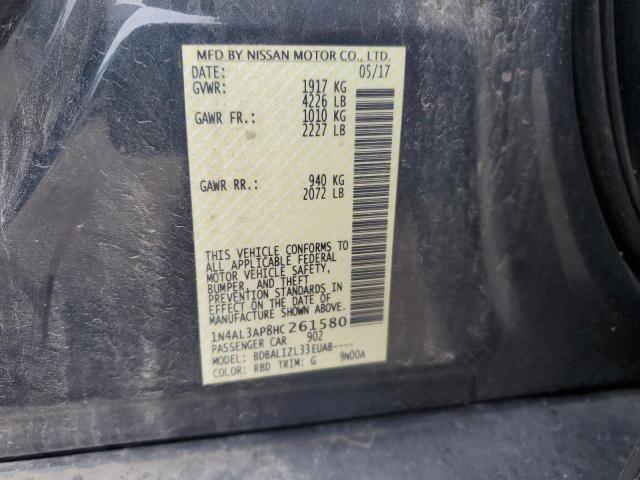 MFD BY NISSAN MOTOR CO., LTD.
DATE: 05/17
GVWR: 1917 KG
4226 LB
GAWR FR.: 1010 KG
2227 LB
GAWR RR.: 940 KG
2072 LB
THIS VEHICLE CONFORMS TO
ALL APPLICABLE FEDERAL
MOTOR VEHICLE SAFETY,
BUMPER, AND THEFT
PREVENTION STANDARDS IN
EFFECT ON THE DATE OF
MANUFACTURE SHOWN ABOVE.
1N4AL3AP8HC261580
PASSENGER CAR 902
MODEL: BDBALIZL33EUAB----
COLOR: RBD TRIM: G 9N00A